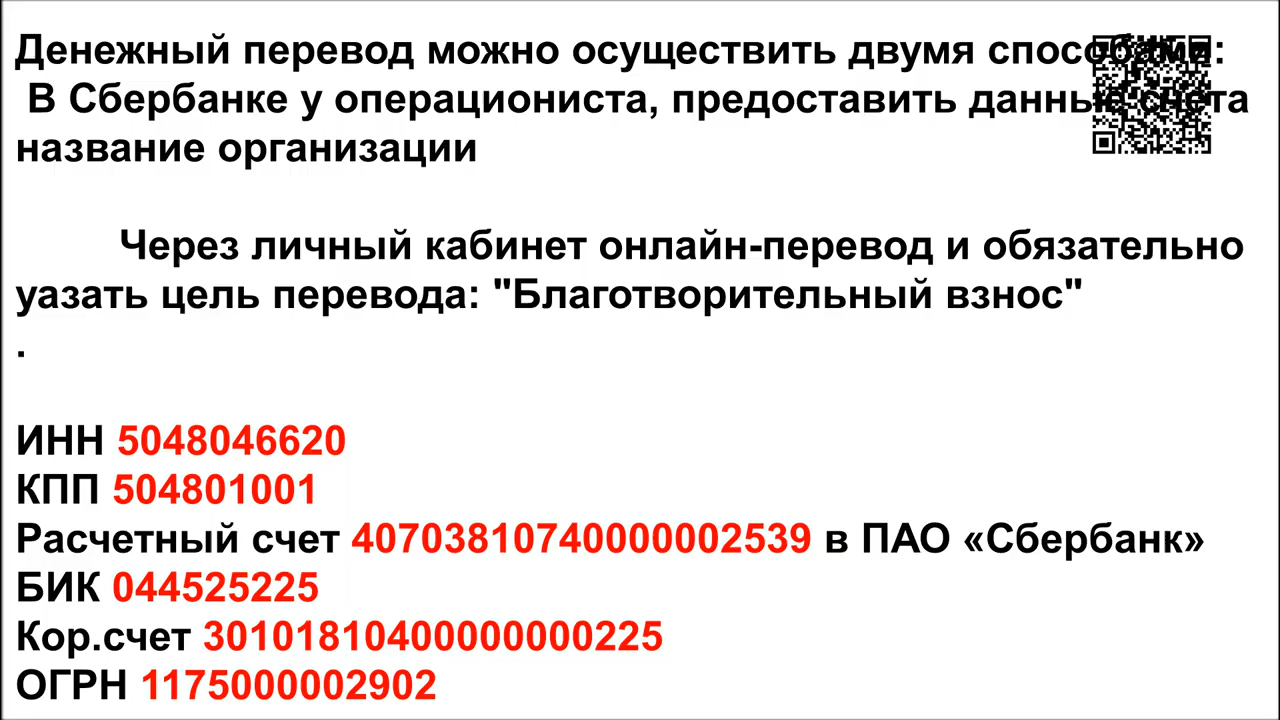 Денежный перевод можно осуществить двумя способами:
В Сбербанке у операциониста, предоставить данные счета
название организации
Через личный кабинет онлайн-перевод и обязательно
уазать цель перевода: "Благотворительный взнос"
.
ИНН 5048046620
КПП 504801001
Расчетный счет 40703810740000002539 в ПАО «Сбербанк»
БИК 044525225
Кор.счет 30101810400000000225
ОГРН 1175000002902